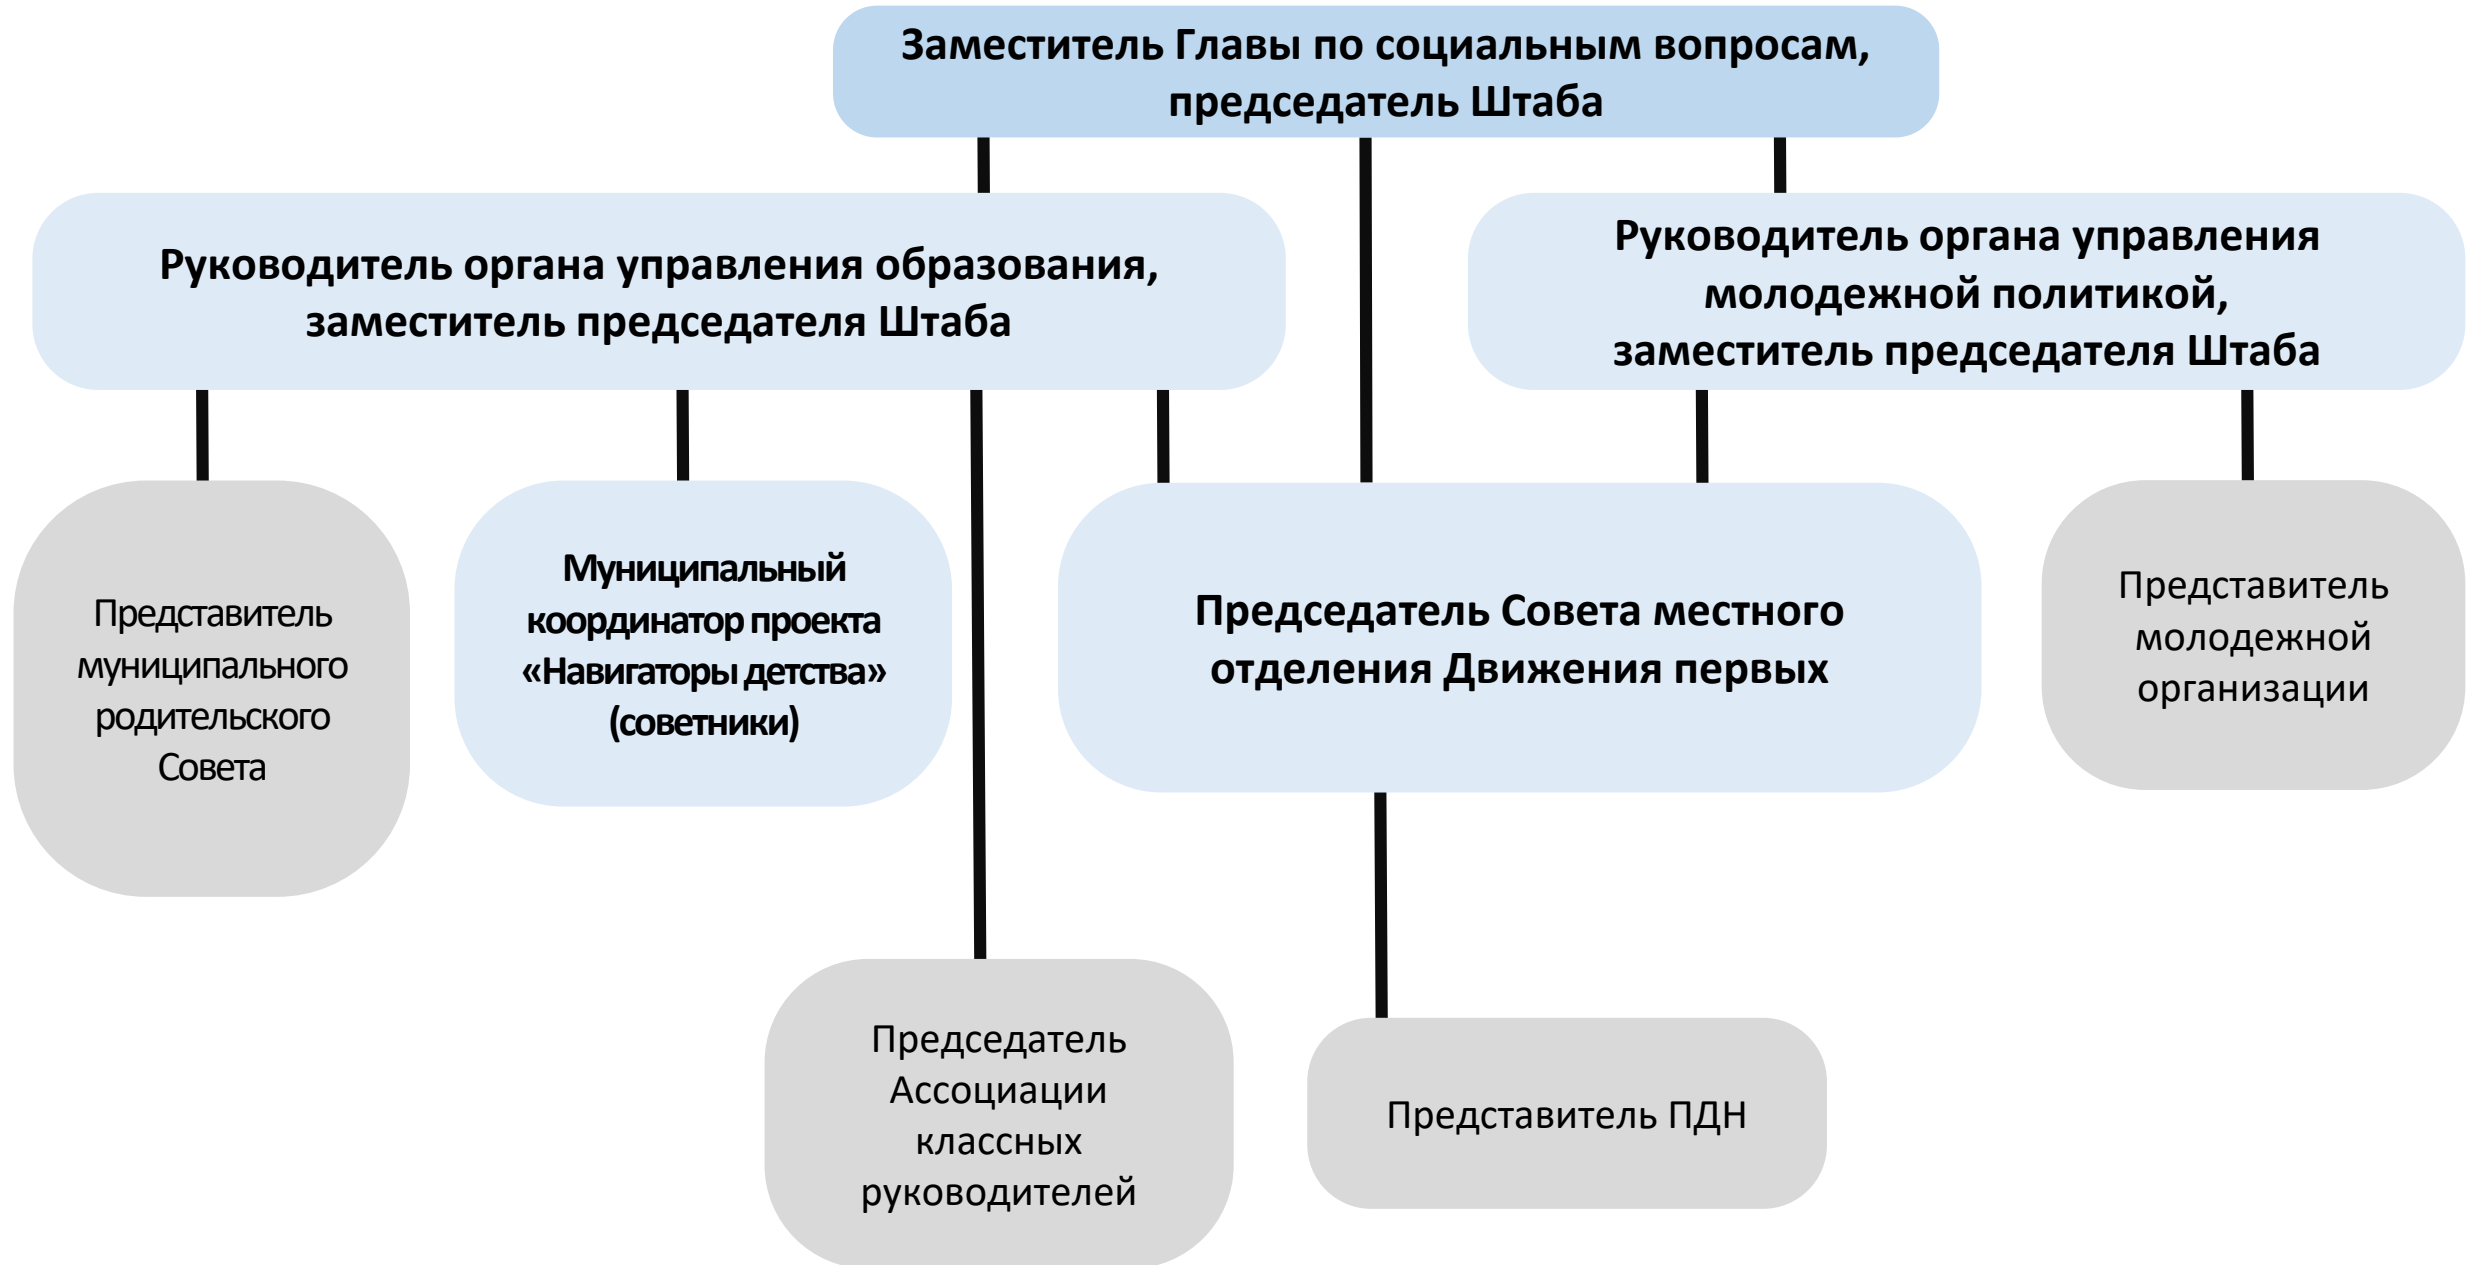 Заместитель Главы по социальным вопросам,
председатель Штаба
Руководитель органа управления образования,
заместитель председателя Штаба
Руководитель органа управления
молодежной политикой,
заместитель председателя Штаба
Представитель
муниципального
родительского
Совета
Муниципальный
координатор проекта
«Навигаторы детства»
(советники)
Председатель Совета местного
отделения Движения первых
Представитель
молодежной
организации
Председатель
Ассоциации
классных
руководителей
Представитель ПДН